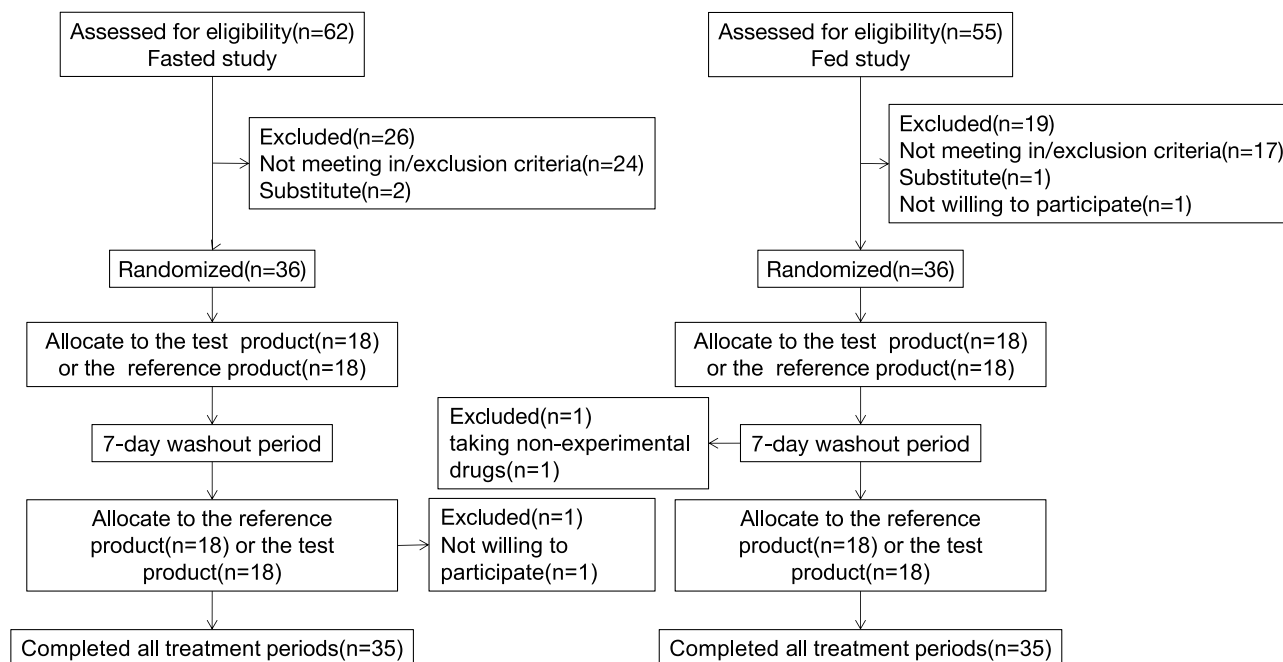 Assessed for eligibility(n=62)
Fasted study
Excluded(n=26)
Not meeting in/exclusion criteria(n=24)
Substitute(n=2)
Randomized(n=36)
Allocate to the test product(n=18)
or the reference product(n=18)
7-day washout period
Allocate to the reference
product(n=18) or the test
product(n=18)
Excluded(n=1)
Not willing to
participate(n=1)
Completed all treatment periods(n=35)
Assessed for eligibility(n=55)
Fed study
Excluded(n=19)
Not meeting in/exclusion criteria(n=17)
Substitute(n=1)
Not willing to participate(n=1)
Randomized(n=36)
Allocate to the test product(n=18)
or the reference product(n=18)
Excluded(n=1)
taking non-experimental
drugs(n=1)
7-day washout period
Allocate to the reference
product(n=18) or the test
product(n=18)
Completed all treatment periods(n=35)